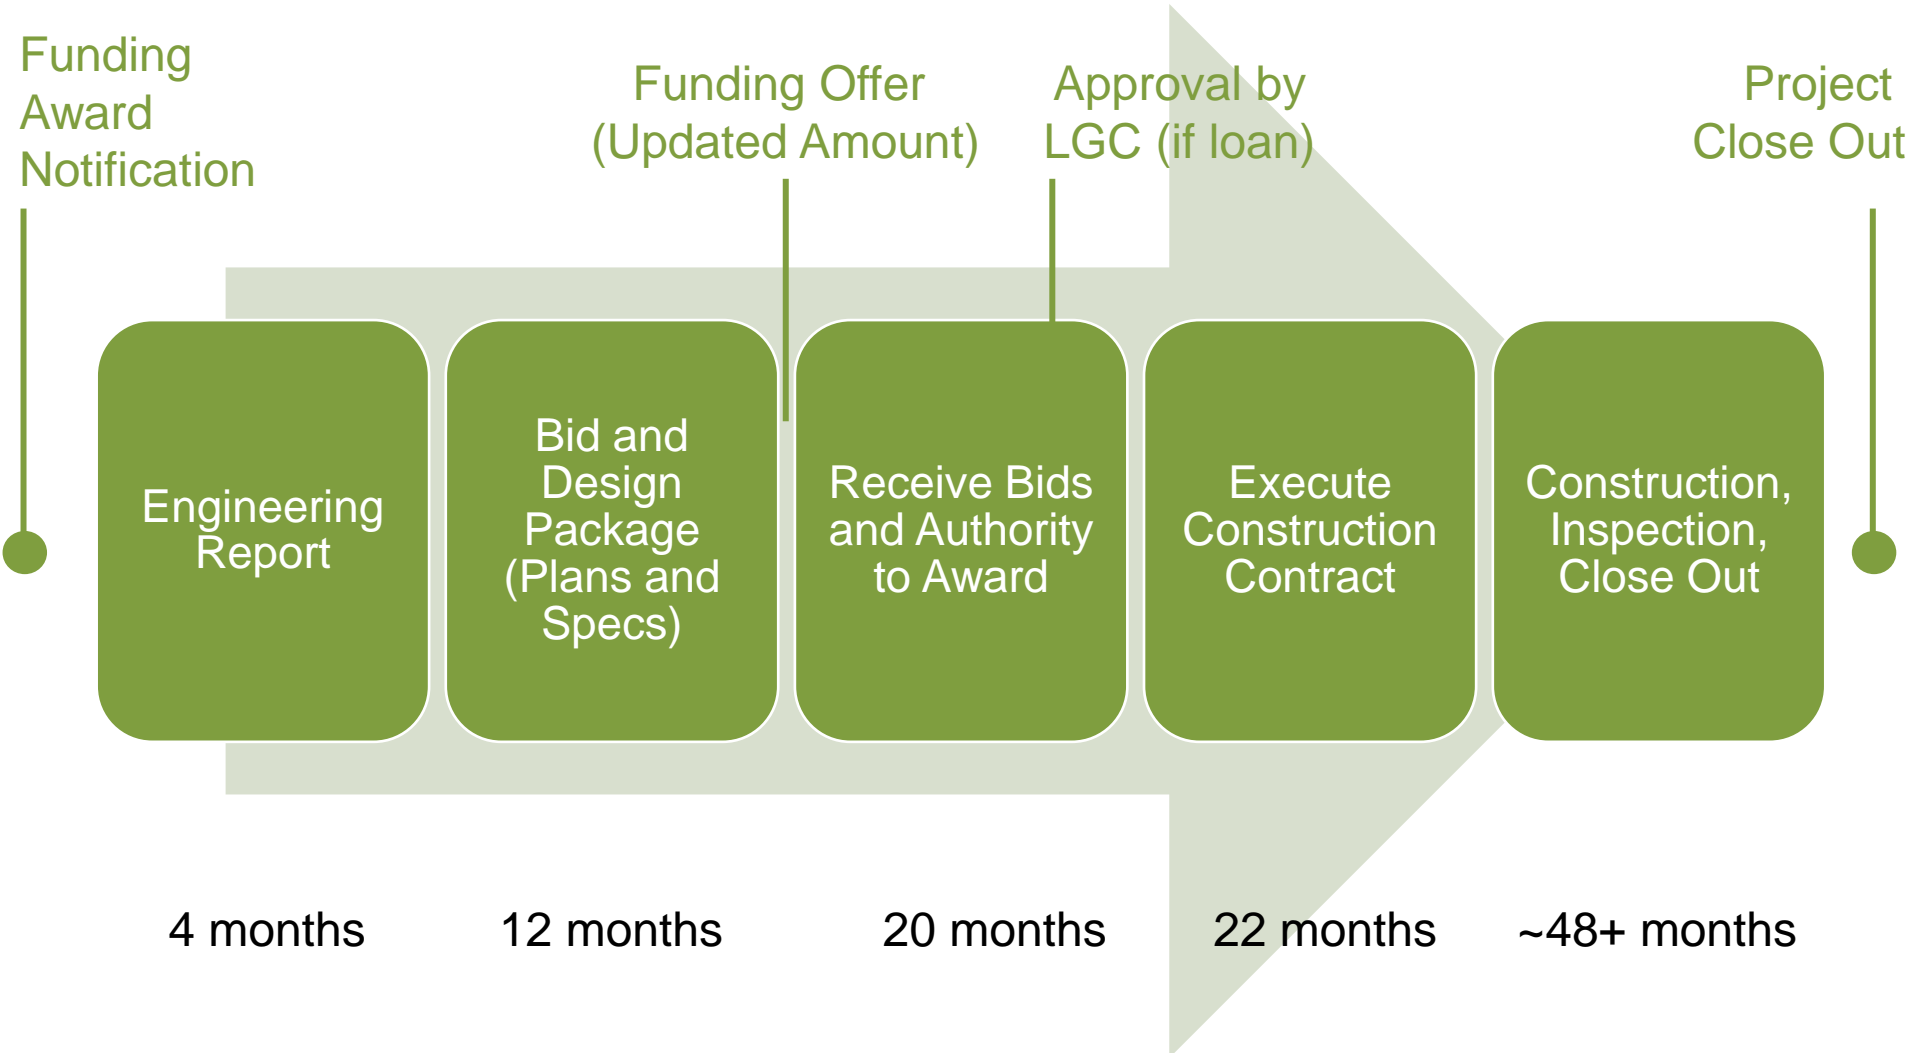 Funding
Award
Notification
Funding Offer
(Updated Amount)
Approval by
LGC (if loan)
Project
Close Out
Engineering
Report
Bid and
Design
Package
(Plans and
Specs)
Receive Bids
and Authority
to Award
Execute
Construction
Contract
Construction,
Inspection,
Close Out
4 months
12 months
20 months
22 months
~48+ months